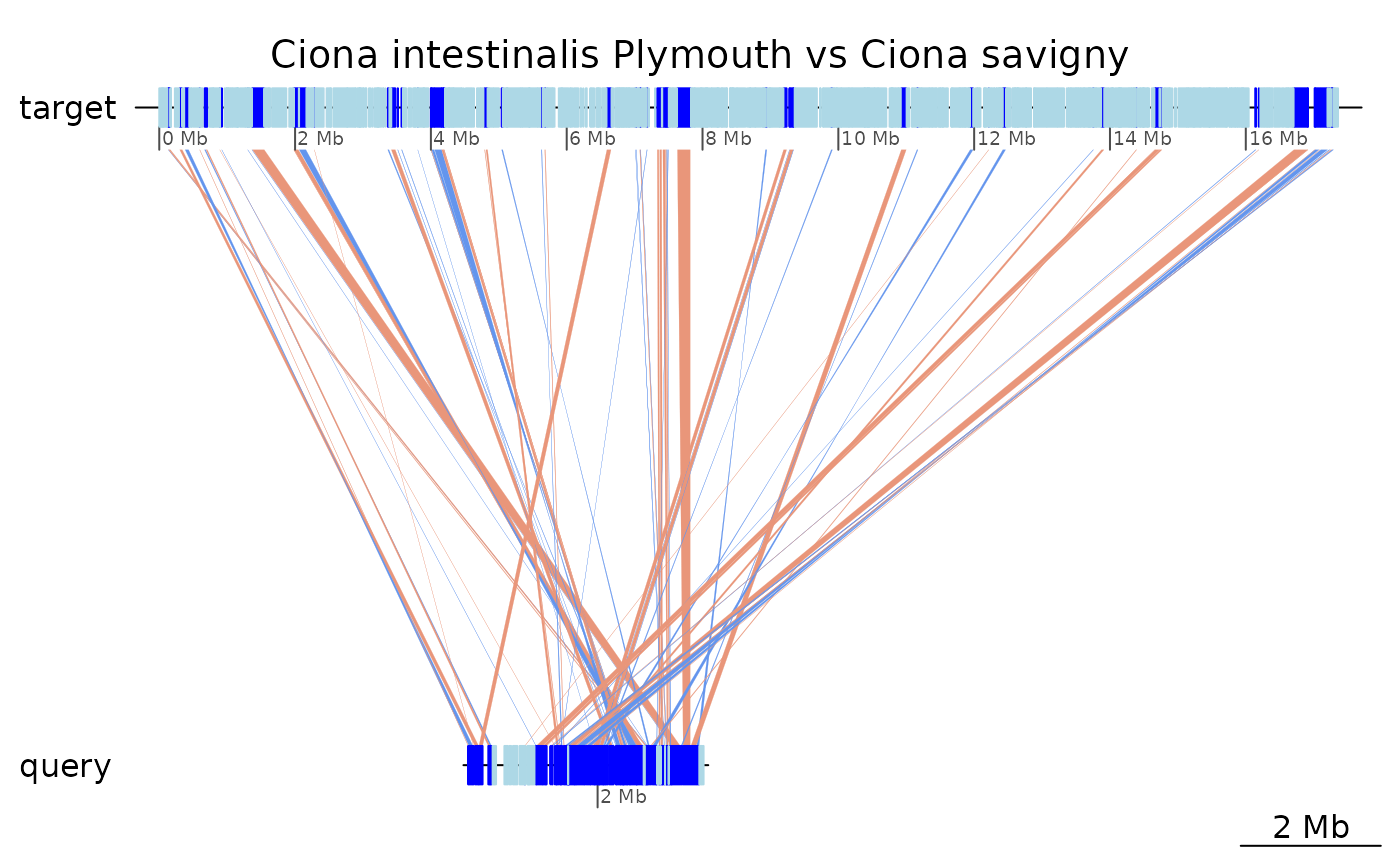 Ciona intestinalis Plymouth vs Ciona savigny
target
0 Mb 2 Mb 4 Mb 6 Mb 8 Mb 10 Mb 12 Mb 14 Mb 16 Mb
query
2 Mb
2 Mb